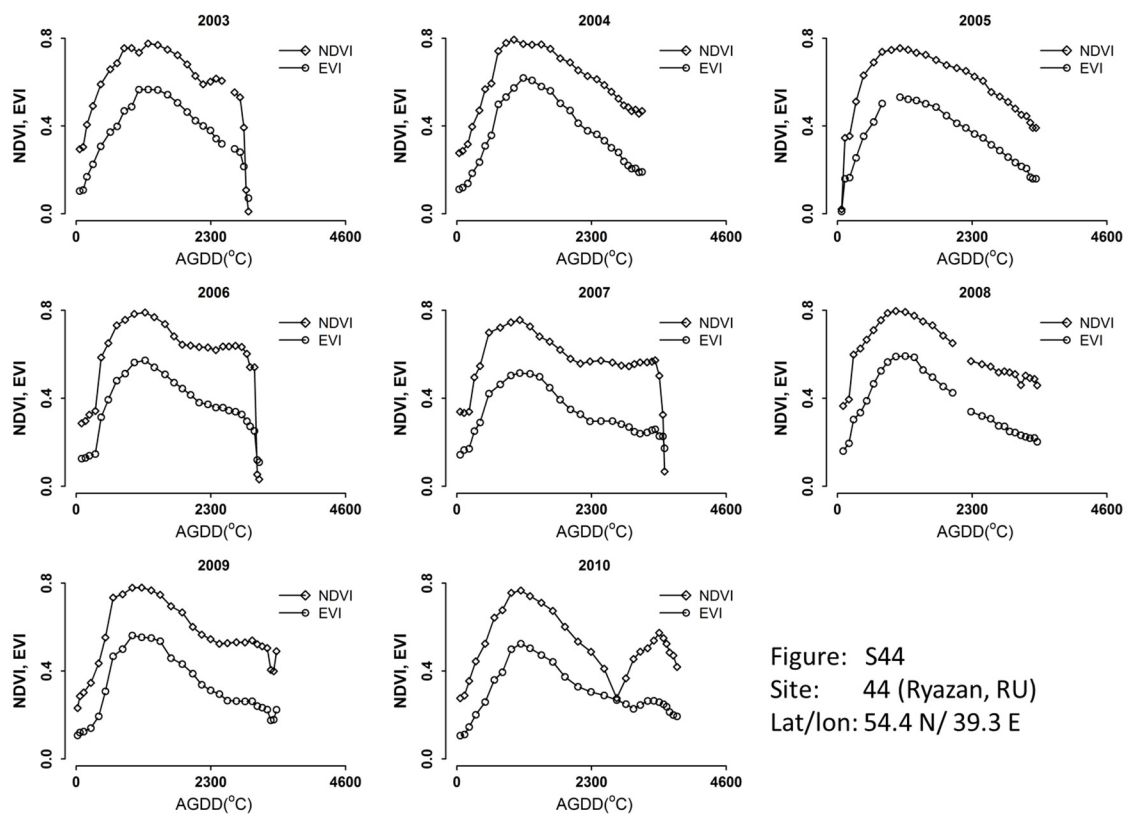 2003
NDVI, EVI
0.8
0.4
0.0
NDVI
EVI
0
2300
4600
AGDD(°C)
2004
NDVI, EVI
0.8
0.4
0.0
NDVI
EVI
0
2300
4600
AGDD(°C)
2005
NDVI, EVI
0.8
0.4
0.0
NDVI
EVI
0
2300
4600
AGDD(°C)
2006
NDVI, EVI
0.8
0.4
0.0
NDVI
EVI
0
2300
4600
AGDD(°C)
2007
NDVI, EVI
0.8
0.4
0.0
NDVI
EVI
0
2300
4600
AGDD(°C)
2008
NDVI, EVI
0.8
0.4
0.0
NDVI
EVI
0
2300
4600
AGDD(°C)
2009
NDVI, EVI
0.8
0.4
0.0
NDVI
EVI
0
2300
4600
AGDD(°C)
2010
NDVI, EVI
0.8
0.4
0.0
NDVI
EVI
0
2300
4600
AGDD(°C)
Figure: S44
Site: 44 (Ryazan, RU)
Lat/lon: 54.4 N/ 39.3 E